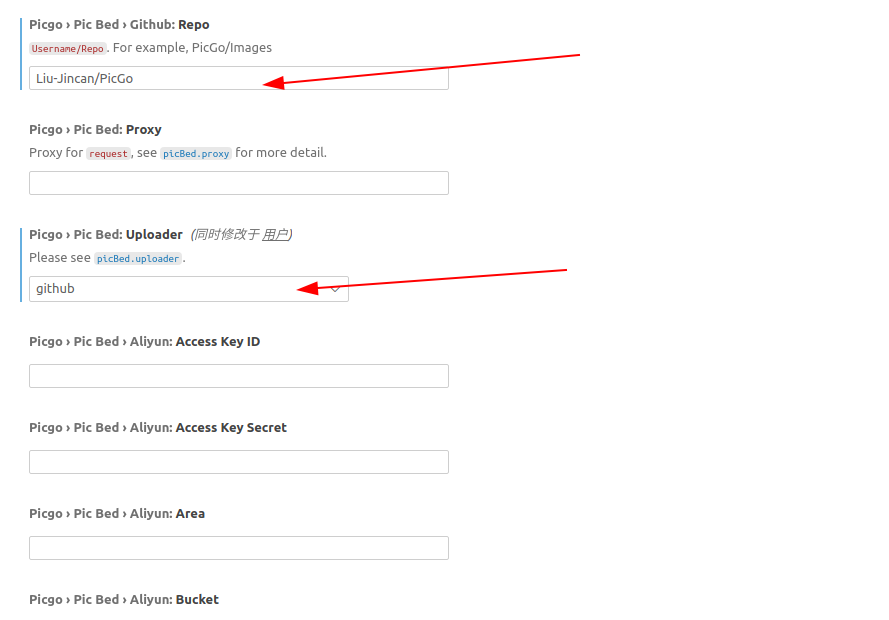 Picgo › Pic Bed › Github: Repo
Username/Repo. For example, PicGo/Images
Liu-Jincan/PicGo
Picgo › Pic Bed: Proxy
Proxy for request, see picBed.proxy for more detail.
Picgo › Pic Bed: Uploader (同时修改于 用户)
Please see picBed.uploader.
github
Picgo › Pic Bed › Aliyun: Access Key ID
Picgo › Pic Bed › Aliyun: Access Key Secret
Picgo › Pic Bed › Aliyun: Area
Picgo › Pic Bed › Aliyun: Bucket